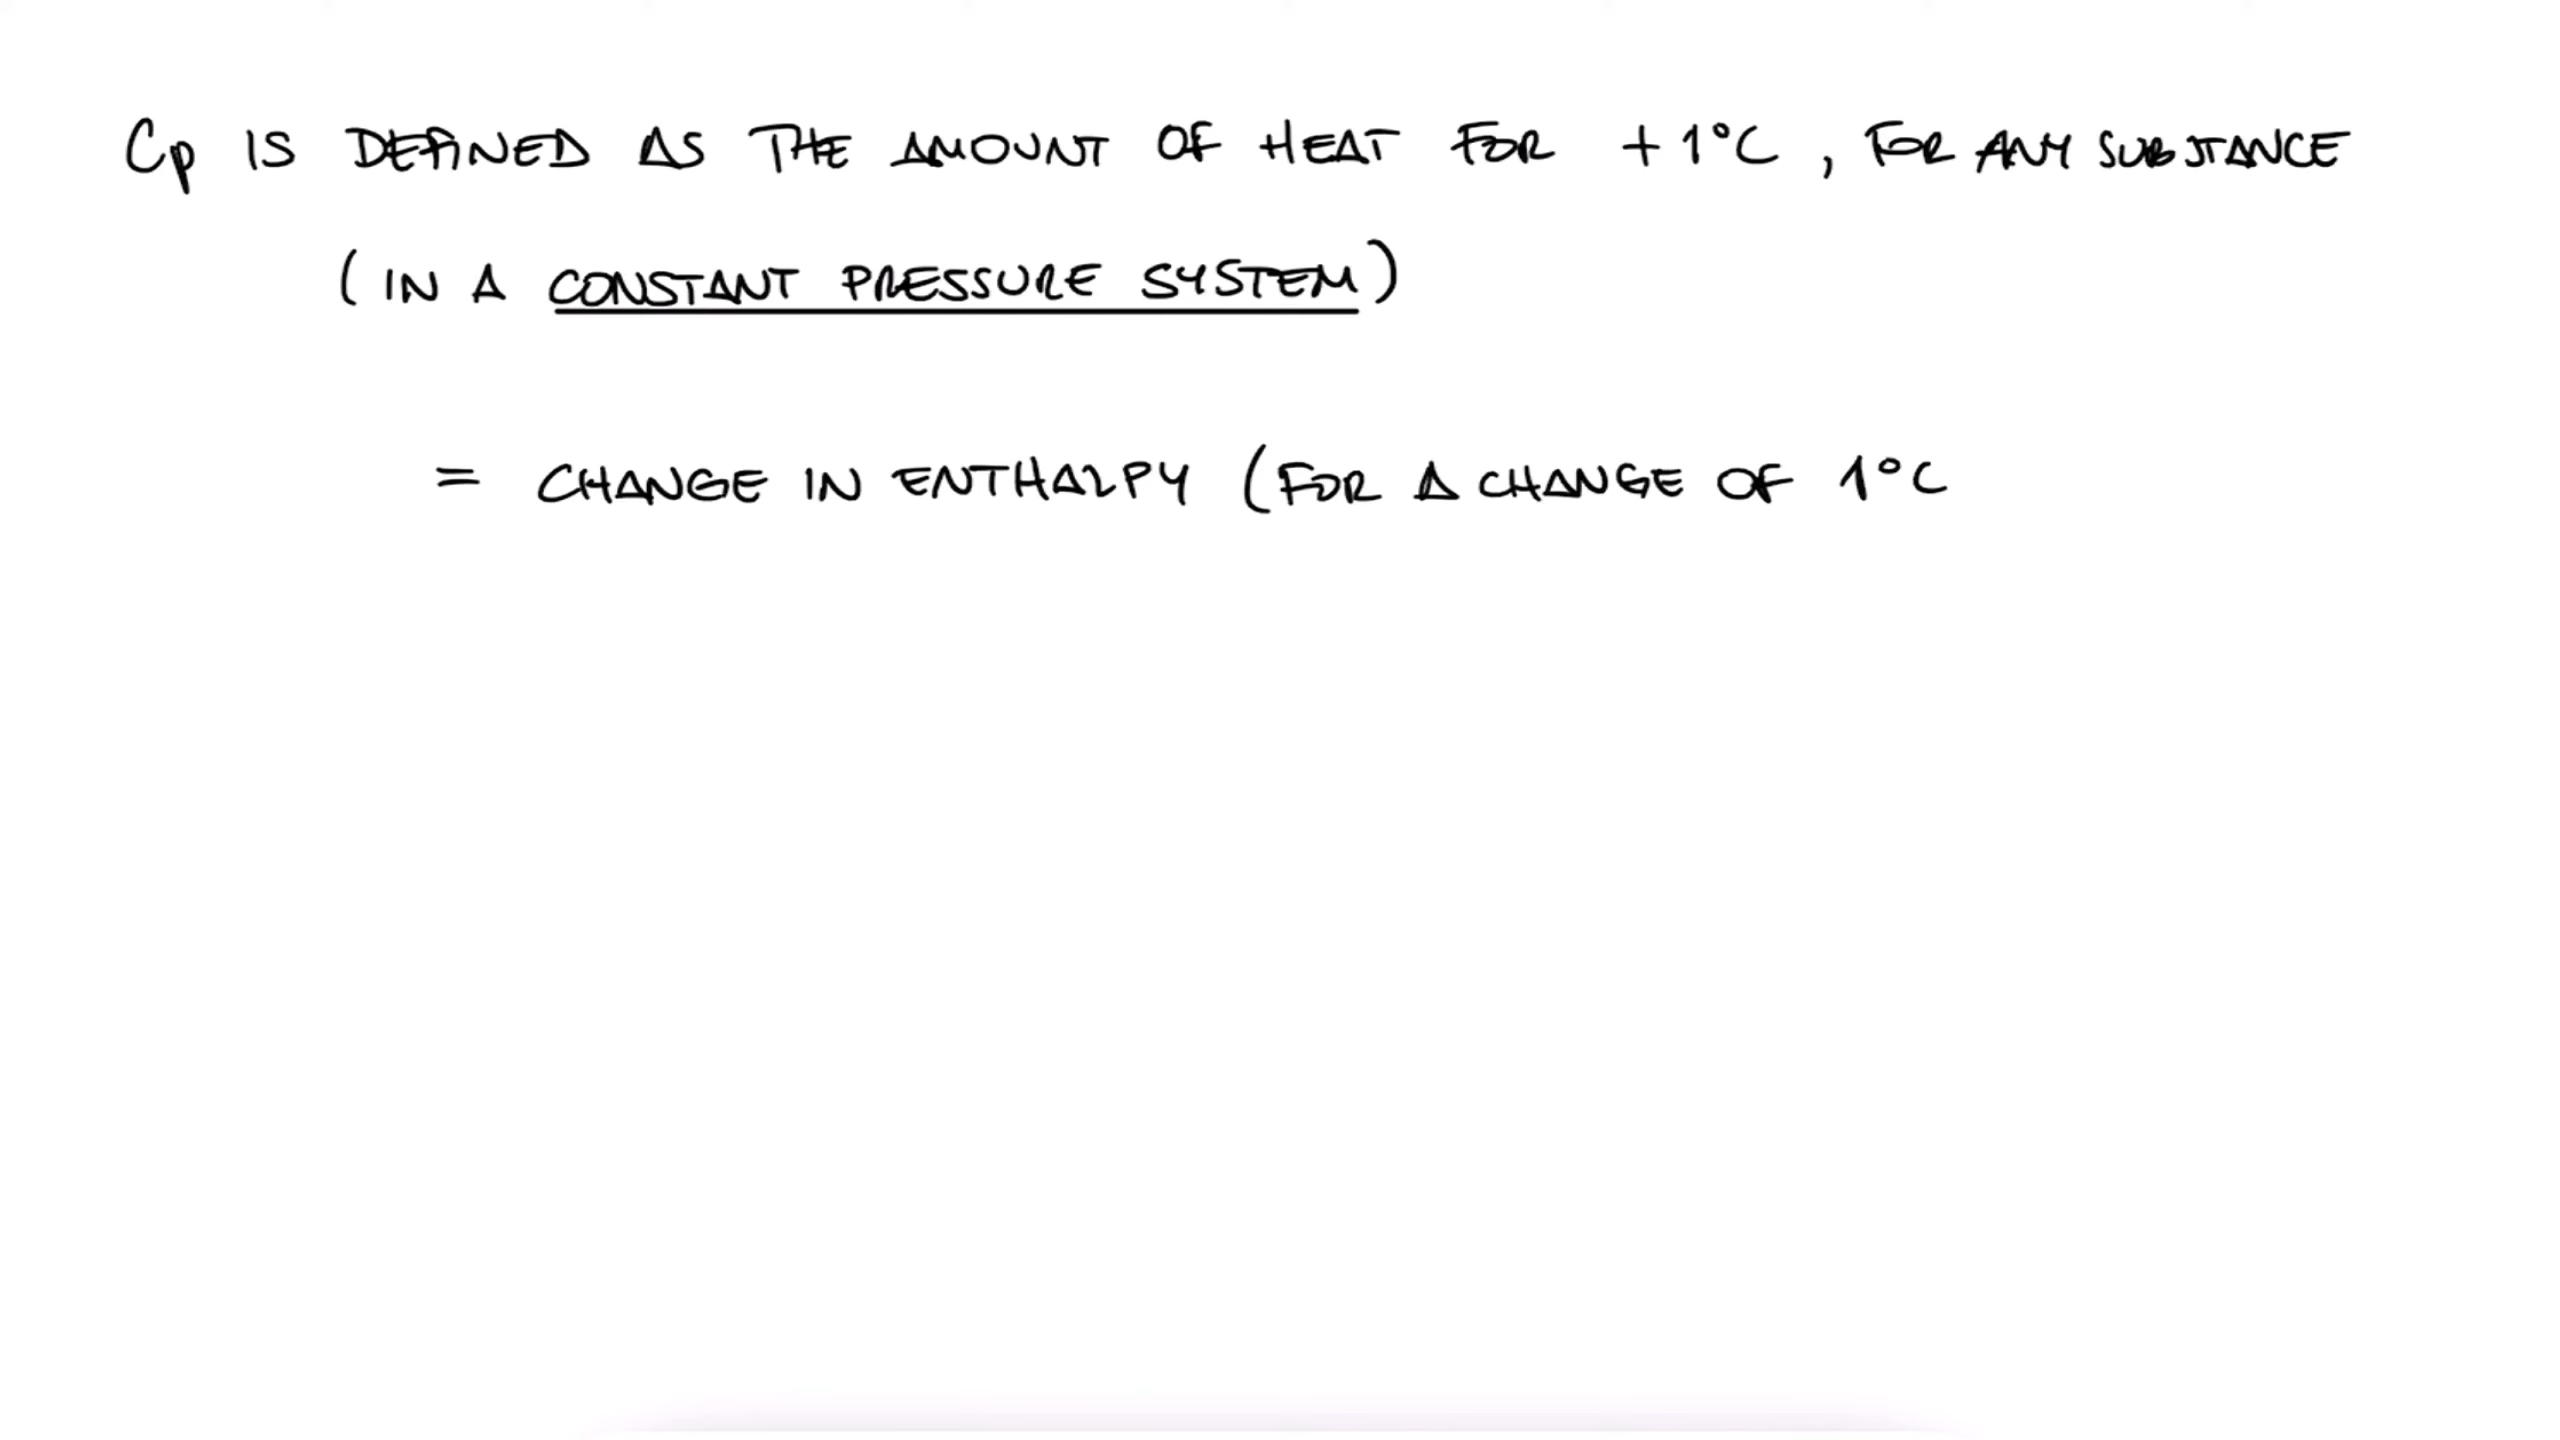 Cp IS DEFINED AS THE AMOUNT OF HEAT FOR +1°C, FOR ANY SUBSTANCE
(IN A CONSTANT PRESSURE SYSTEM)
= CHANGE IN ENTHALPY (FOR A CHANGE OF 1°C